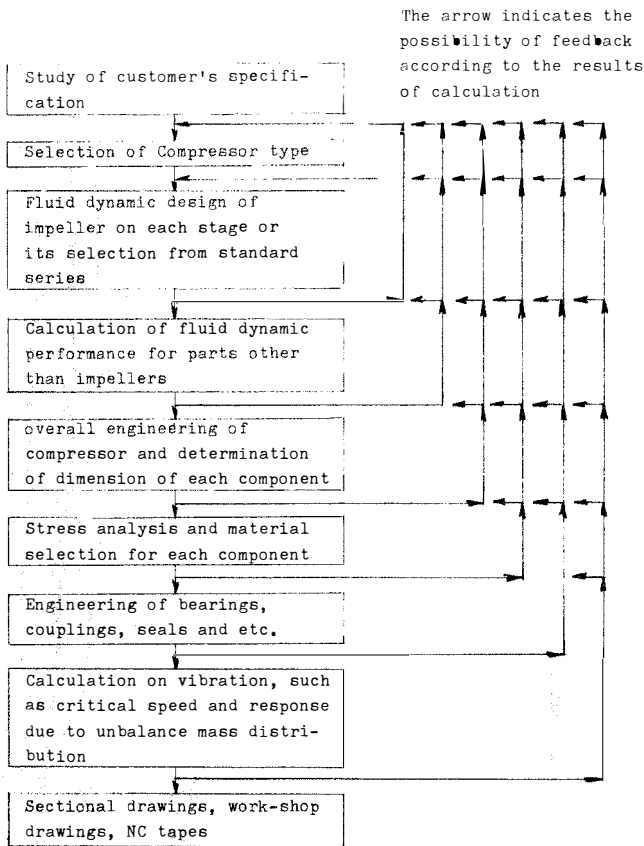 The arrow indicates the
possibility of feedback
according to the results
of calculation
Study of customer's specifi-
cation
Selection of Compressor type
Fluid dynamic design of
impeller on each stage or
its selection from standard
series
Calculation of fluid dynamic
performance for parts other
than impellers
overall engineering of
compressor and determination
of dimension of each component
Stress analysis and material
selection for each component
Engineering of bearings,
couplings, seals and etc.
Calculation on vibration, such
as critical speed and response
due to unbalance mass distri-
bution
Sectional drawings, work-shop
drawings, NC tapes